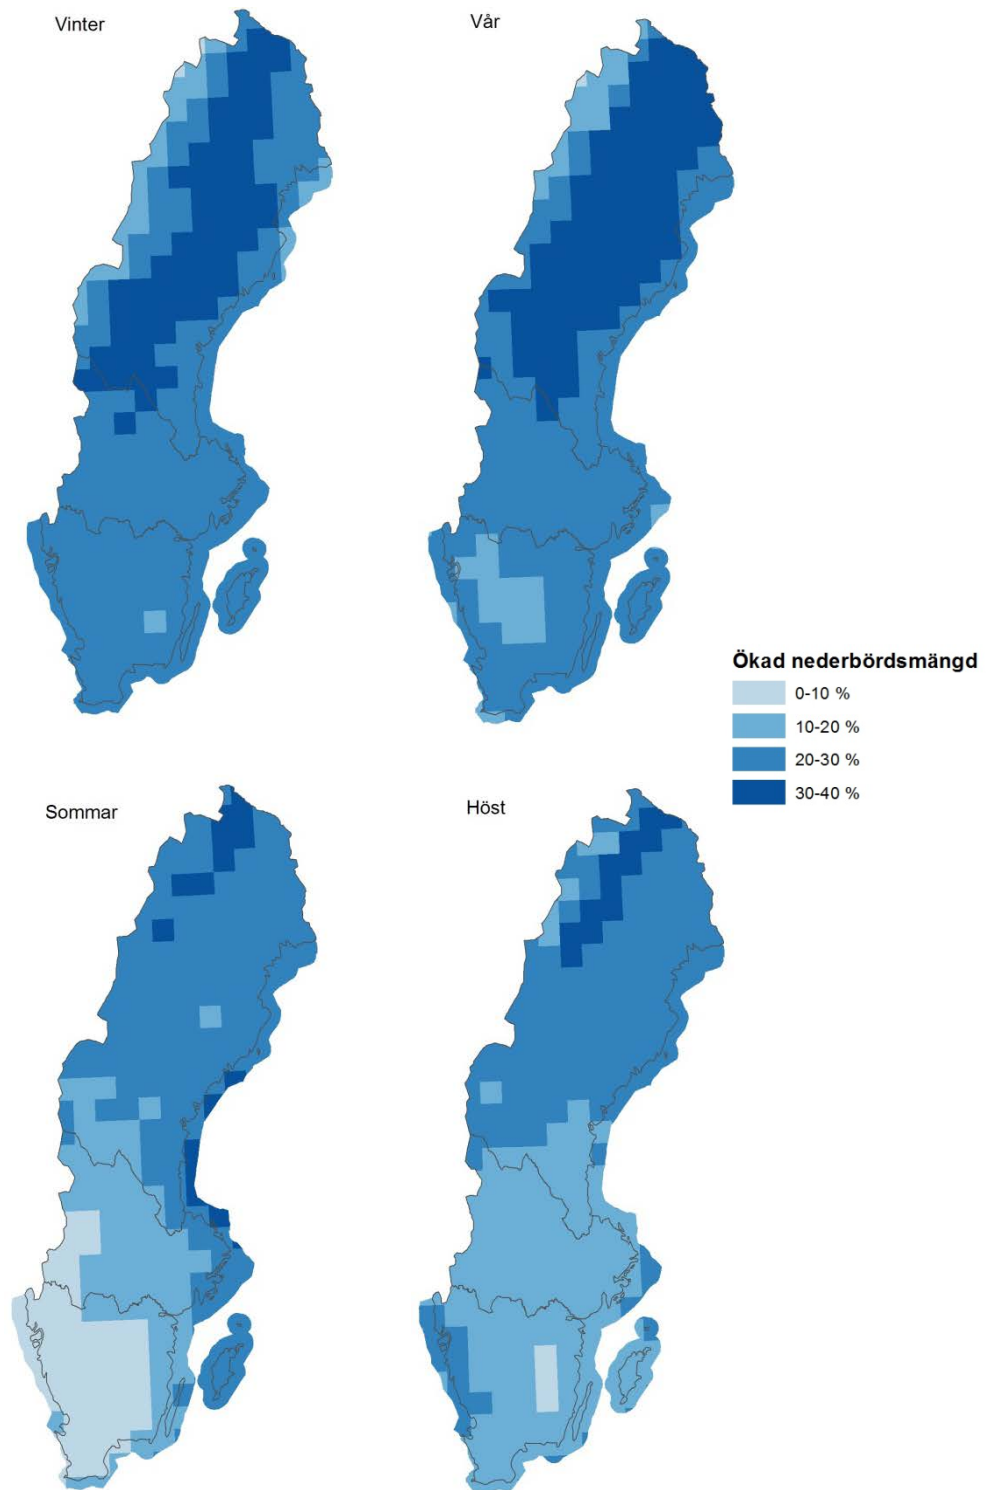 Vinter
Vår
Ökad nederbördsmängd
0-10 %
10-20 %
20-30 %
30-40 %
Sommar
Höst